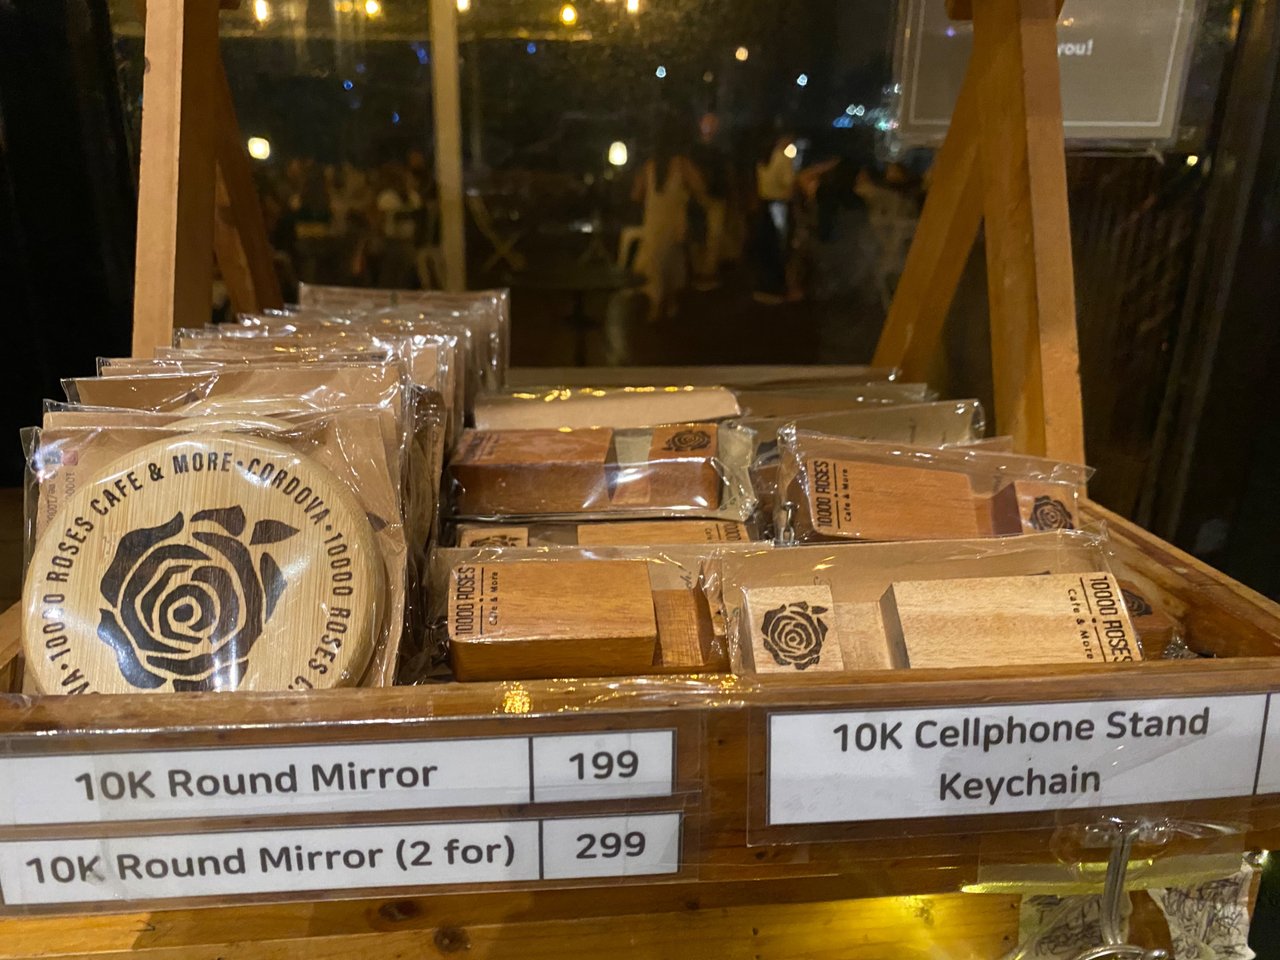 you!
10000 ROSES CAFE & MORE • CORDOVA • 10000 ROSES
10000 ROSES
Cafe & More
10000 ROSES
Cafe & More
10000 ROSES
Cafe & More
10K Round Mirror 199
10K Round Mirror (2 for) 299
10K Cellphone Stand
Keychain